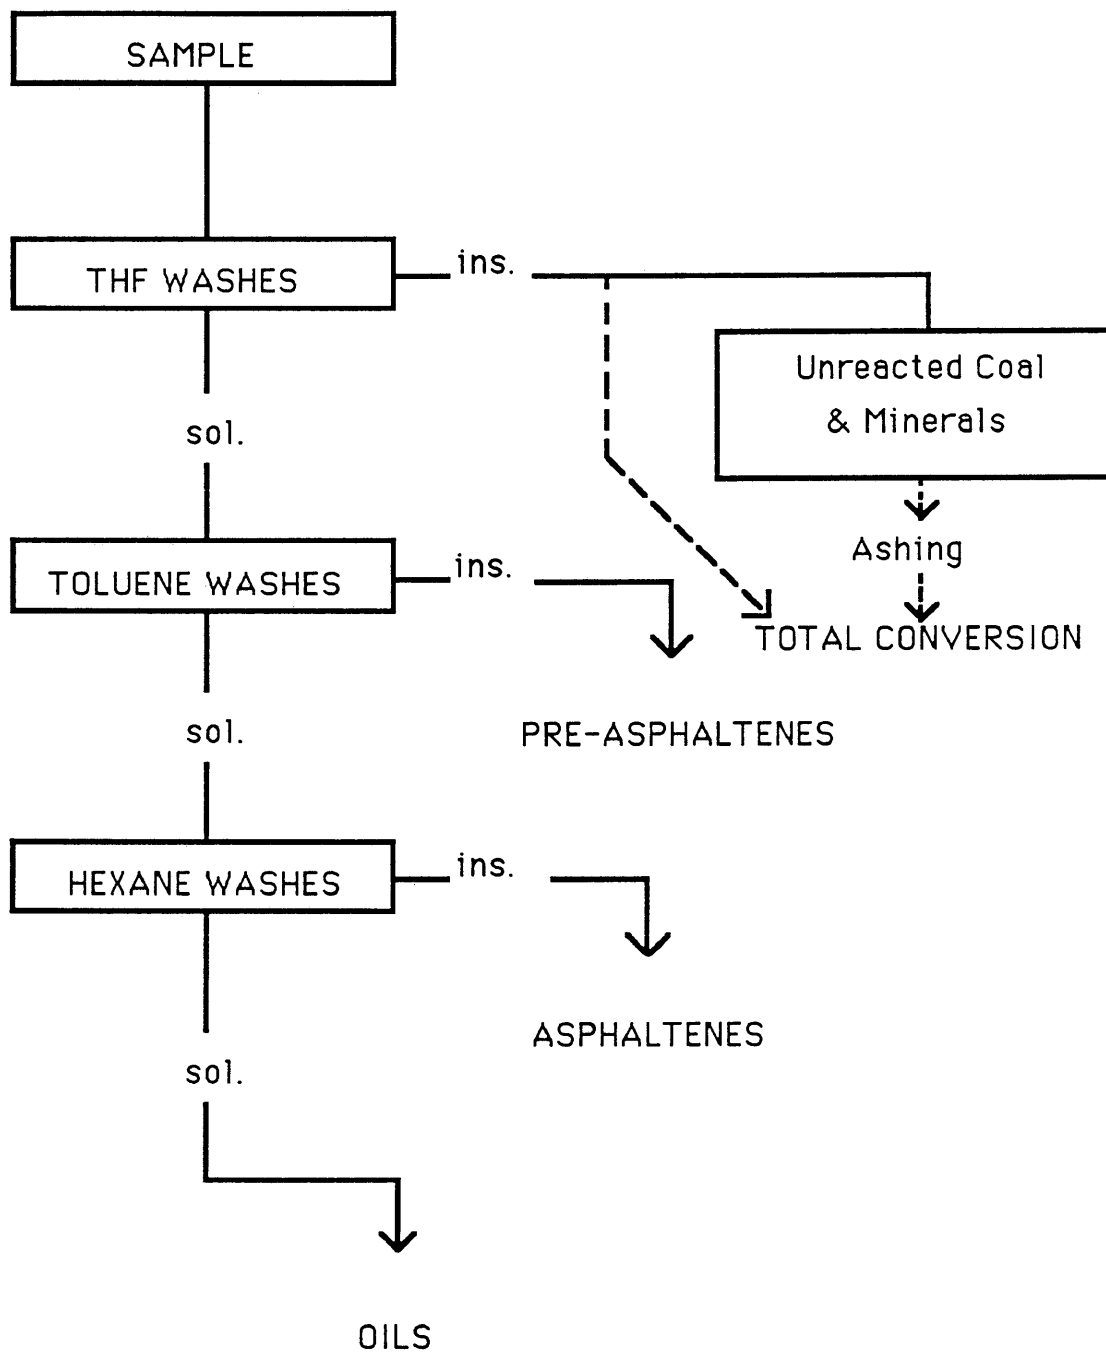 SAMPLE
THF WASHES
ins.
Unreacted Coal
& Minerals
sol.
Ashing
TOLUENE WASHES
ins.
TOTAL CONVERSION
sol.
PRE-ASPHALTENES
HEXANE WASHES
ins.
ASPHALTENES
sol.
OILS